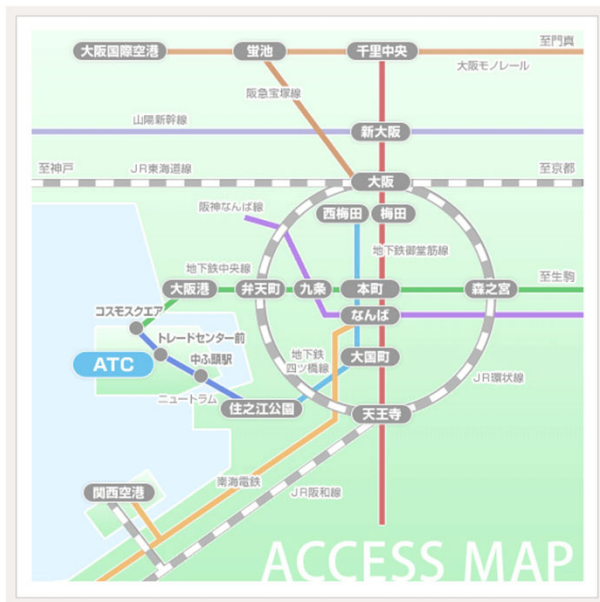 至門真
大阪国際空港
蛍池
千里中央
大阪モノレール
阪急宝塚線
山陽新幹線
新大阪
至神戸
JR東海道線
至京都
大阪
阪神なんば線
西梅田
梅田
地下鉄御堂筋線
地下鉄中央線
至生駒
大阪港
弁天町
九条
本町
森之宮
コスモスクエア
なんば
トレードセンター前
ATC
中ふ頭駅
地下鉄
四ツ橋線
大国町
JR環状線
ニュートラム
住之江公園
天王寺
南海電鉄
関西空港
JR阪和線
ACCESS MAP